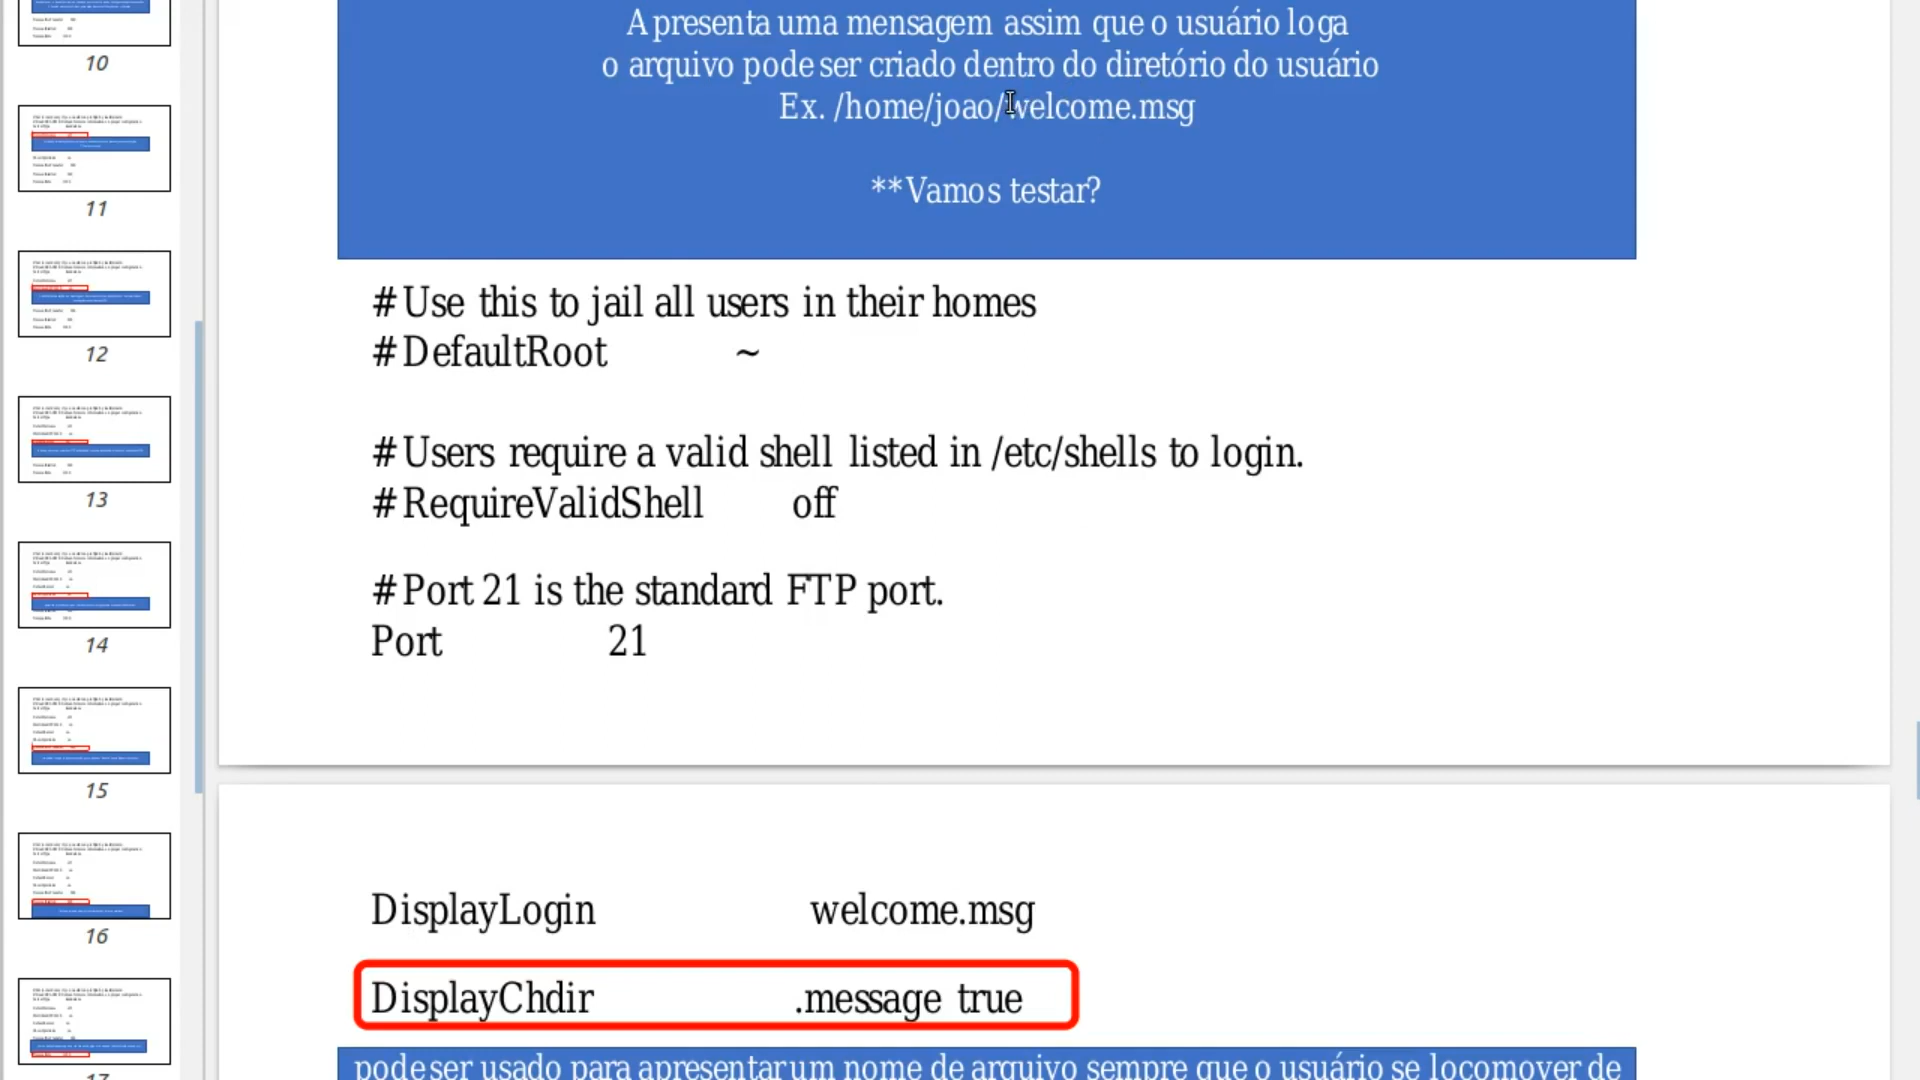 Apresenta uma mensagem assim que o usuário loga
o arquivo pode ser criado dentro do diretório do usuário
Ex. /home/joao/welcome.msg
**Vamos testar?
#Use this to jail all users in their homes
#DefaultRoot ~
#Users require a valid shell listed in /etc/shells to login.
#RequireValidShell off
#Port 21 is the standard FTP port.
Port 21
DisplayLogin welcome.msg
DisplayChdir .message true
pode ser usado para apresentar um nome de arquivo sempre que o usuário se locomover de
10
11
12
13
14
15
16
17